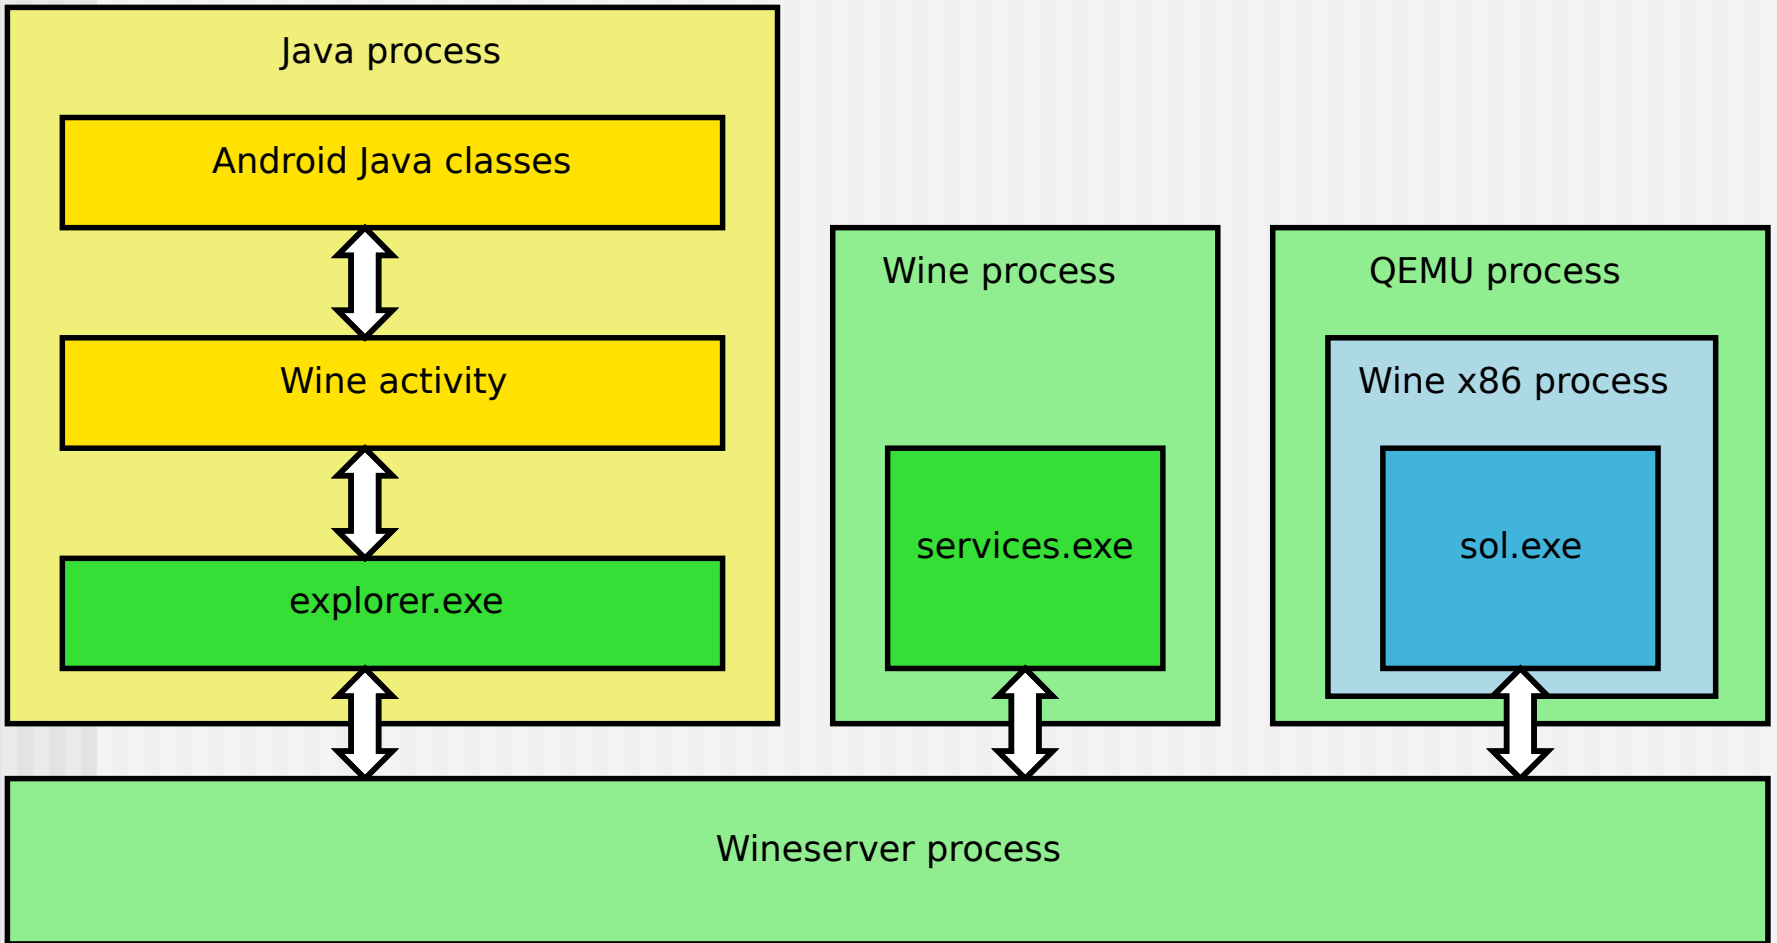 Java process
Android Java classes
Wine activity
explorer.exe
Wine process
services.exe
QEMU process
Wine x86 process
sol.exe
Wineserver process